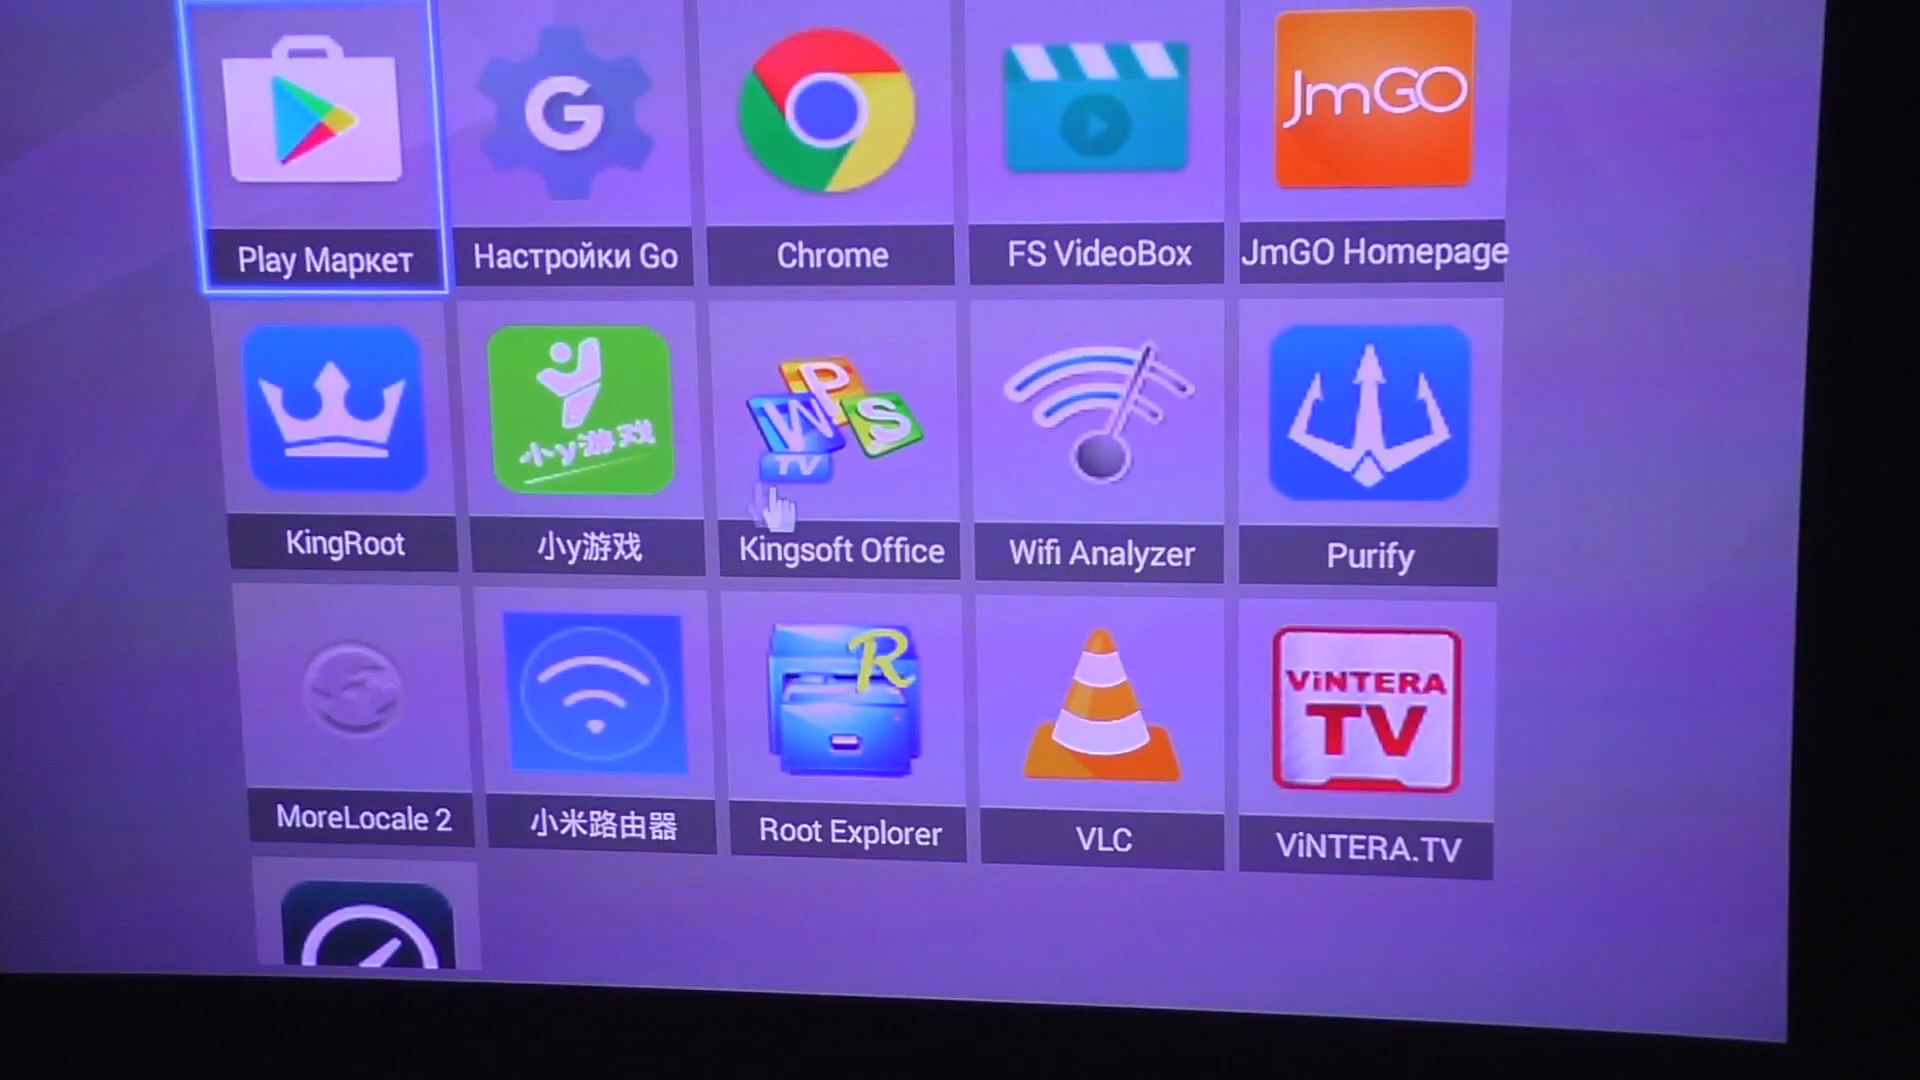 G
JmGO
Play Маркет
Настройки Go
Chrome
FS VideoBox
JmGO Homepage
小y游戏
W P S
TV
KingRoot
小y游戏
Kingsoft Office
Wifi Analyzer
Purify
R
ViNTERA
TV
MoreLocale 2
小米路由器
Root Explorer
VLC
ViNTERA.TV